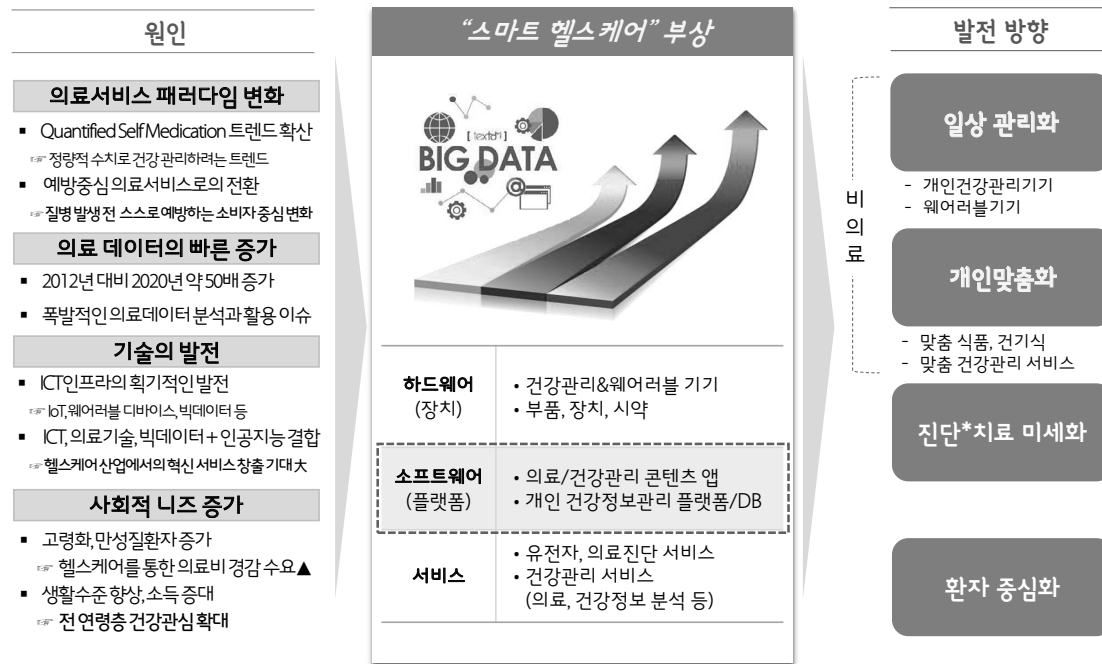 원인
의료서비스 패러다임 변화
▪ Quantified Self Medication 트렌드 확산
☞ 정량적 수치로 건강 관리하려는 트렌드
▪ 예방중심 의료서비스로의 전환
☞ 질병 발생 전 스스로 예방하는 소비자 중심 변화
의료 데이터의 빠른 증가
▪ 2012년 대비 2020년 약 50배 증가
▪ 폭발적인 의료데이터 분석과 활용 이슈
기술의 발전
▪ ICT인프라의 획기적인 발전
☞ IoT, 웨어러블 디바이스, 빅데이터 등
▪ ICT, 의료기술, 빅데이터 + 인공지능 결합
☞ 헬스케어 산업에서의 혁신 서비스 창출 기대 大
사회적 니즈 증가
▪ 고령화, 만성질환자 증가
☞ 헬스케어를 통한 의료비 경감 수요▲
▪ 생활수준 향상, 소득 증대
☞ 전 연령층 건강관심 확대
“스마트 헬스케어” 부상
[text]
BIG DATA
하드웨어
(장치)
• 건강관리&웨어러블 기기
• 부품, 장치, 시약
소프트웨어
(플랫폼)
• 의료/건강관리 콘텐츠 앱
• 개인 건강정보관리 플랫폼/DB
서비스
• 유전자, 의료진단 서비스
• 건강관리 서비스
(의료, 건강정보 분석 등)
발전 방향
비
의
료
일상 관리화
- 개인건강관리기기
- 웨어러블기기
개인맞춤화
- 맞춤 식품, 건기식
- 맞춤 건강관리 서비스
진단*치료 미세화
환자 중심화